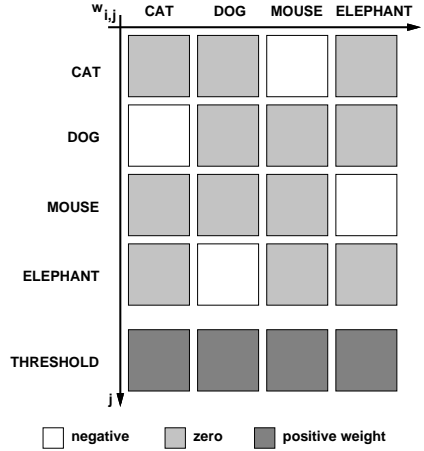 w i,j CAT DOG MOUSE ELEPHANT
CAT
DOG
MOUSE
ELEPHANT
THRESHOLD
j
negative zero positive weight